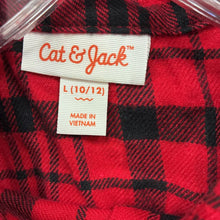 Cat & Jack™
L (10/12)
MADE IN
VIETNAM